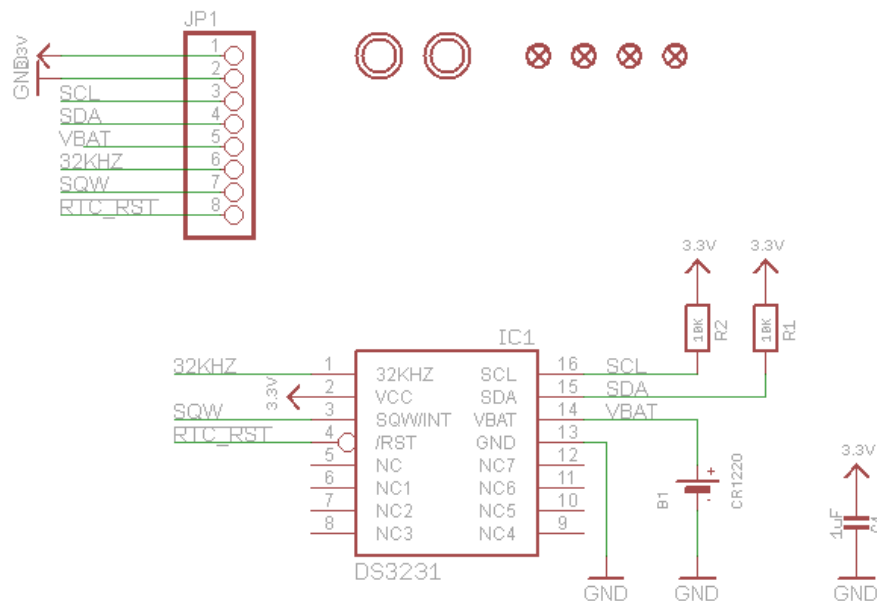 JP1
3.3V
1
GND
2
SCL
3
SDA
4
VBAT
5
32KHZ
6
SQW
7
RTC_RST
8
3.3V
3.3V
10K
R2
10K
R1
IC1
32KHZ
1
32KHZ
SCL
16
SCL
3.3V
2
VCC
SDA
15
SDA
SQW
3
SQW/INT
VBAT
14
VBAT
RTC_RST
4
/RST
GND
13
5
NC
NC7
12
6
NC1
NC6
11
7
NC2
NC5
10
8
NC3
NC4
9
DS3231
GND
B1
+
-
CR1220
GND
3.3V
1uF
GND